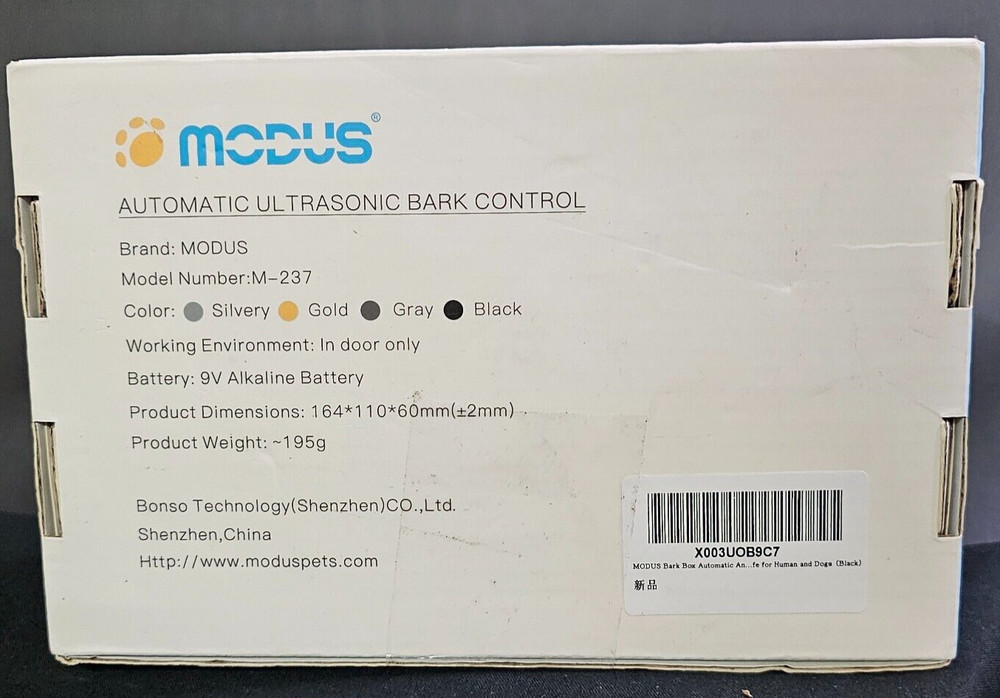 MODUS®
AUTOMATIC ULTRASONIC BARK CONTROL
Brand: MODUS
Model Number:M-237
Color: Silvery Gold Gray Black
Working Environment: In door only
Battery: 9V Alkaline Battery
Product Dimensions: 164*110*60mm(±2mm)
Product Weight: ~195g
Bonso Technology(Shenzhen)CO.,Ltd.
Shenzhen,China
Http://www.moduspets.com
X003UOB9C7
MODUS Bark Box Automatic An...fe for Human and Dogs (Black)
新品